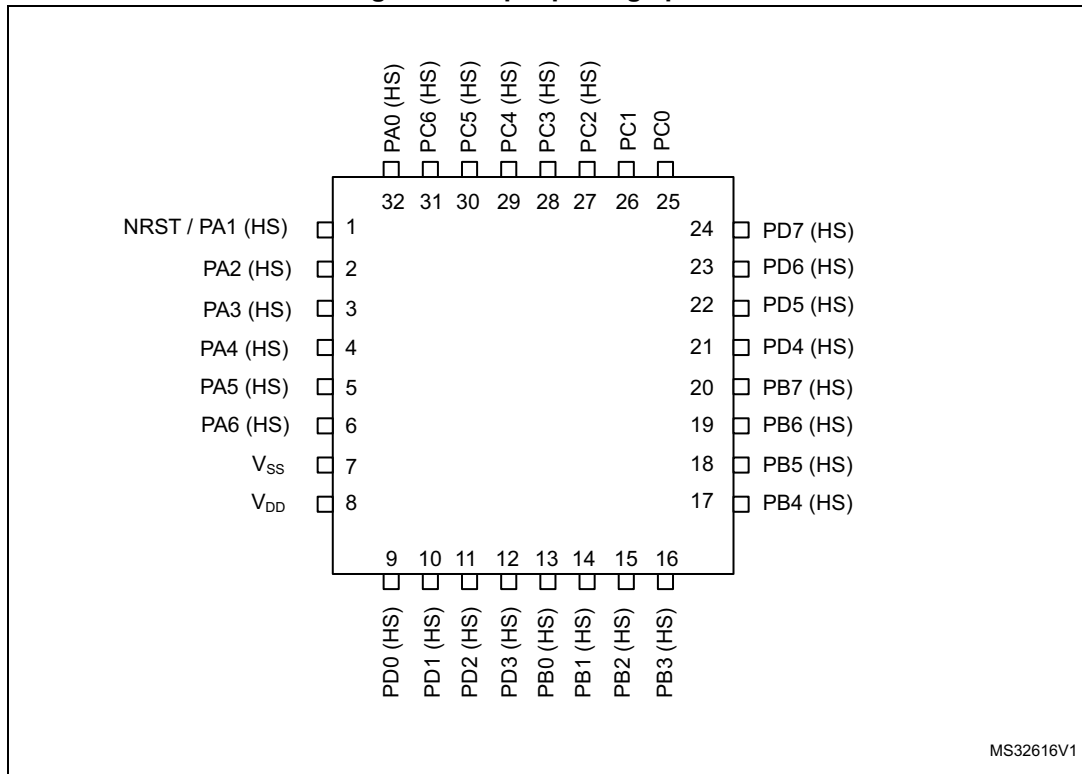 PA0 (HS)
PC6 (HS)
PC5 (HS)
PC4 (HS)
PC3 (HS)
PC2 (HS)
PC1
PC0
32 31 30 29 28 27 26 25
NRST / PA1 (HS) 1
PA2 (HS) 2
PA3 (HS) 3
PA4 (HS) 4
PA5 (HS) 5
PA6 (HS) 6
VSS 7
VDD 8
24 PD7 (HS)
23 PD6 (HS)
22 PD5 (HS)
21 PD4 (HS)
20 PB7 (HS)
19 PB6 (HS)
18 PB5 (HS)
17 PB4 (HS)
9 10 11 12 13 14 15 16
PD0 (HS)
PD1 (HS)
PD2 (HS)
PD3 (HS)
PB0 (HS)
PB1 (HS)
PB2 (HS)
PB3 (HS)
MS32616V1